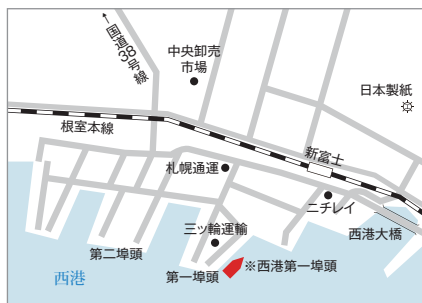 ←国道38号線
中央卸売
市場
日本製紙
根室本線
新富士
札幌通運
ニチレイ
三ッ輪運輸
西港大橋
第二埠頭
西港
第一埠頭
※西港第一埠頭